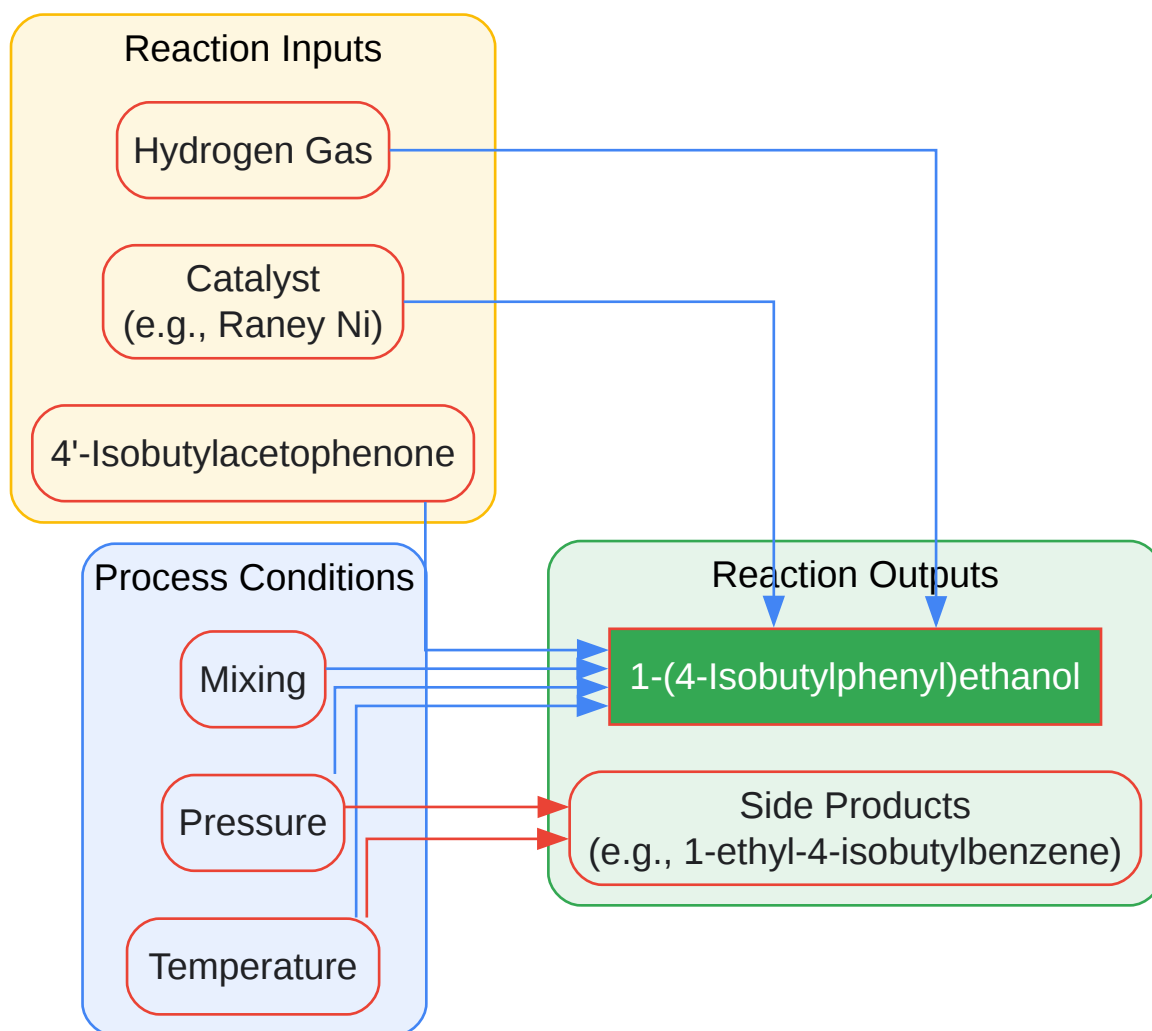 Reaction Inputs
Hydrogen Gas
Catalyst
(e.g., Raney Ni)
4'-Isobutylacetophenone
Process Conditions
Mixing
Pressure
Temperature
Reaction Outputs
1-(4-Isobutylphenyl)ethanol
Side Products
(e.g., 1-ethyl-4-isobutylbenzene)